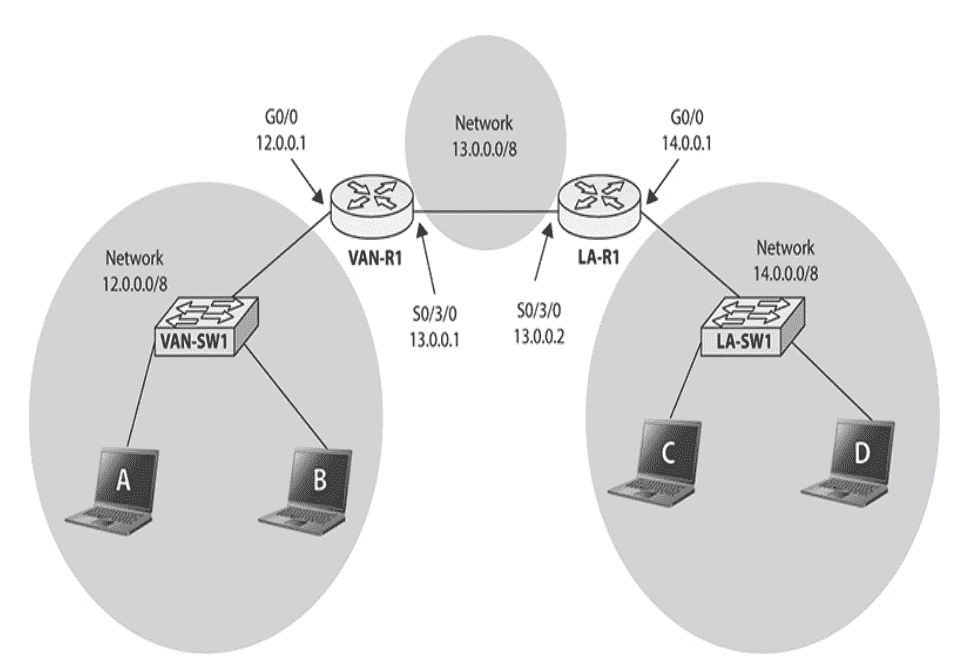 G0/0
12.0.0.1
Network
13.0.0.0/8
G0/0
14.0.0.1
VAN-R1
LA-R1
Network
12.0.0.0/8
Network
14.0.0.0/8
S0/3/0
13.0.0.1
S0/3/0
13.0.0.2
VAN-SW1
LA-SW1
A
B
C
D